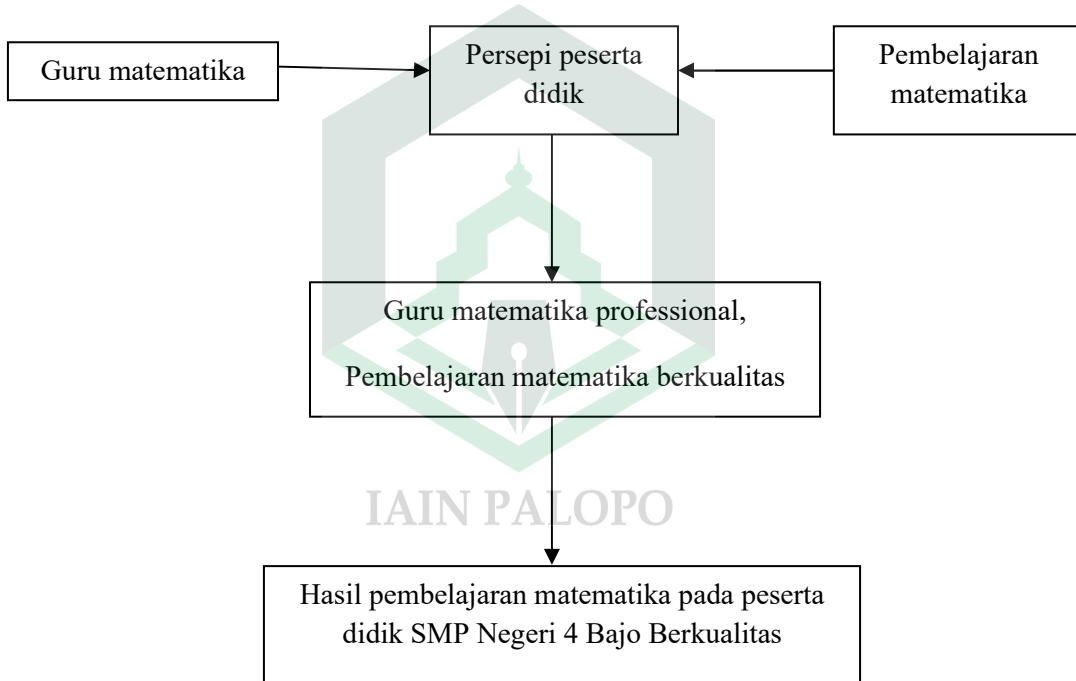 Guru matematika
Persepi peserta
didik
Pembelajaran
matematika
Guru matematika professional,
Pembelajaran matematika berkualitas
IAIN PALOPO
Hasil pembelajaran matematika pada peserta
didik SMP Negeri 4 Bajo Berkualitas